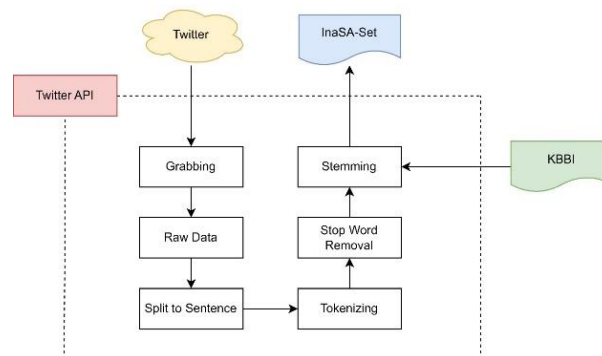 Twitter
InaSA-Set
Twitter API
Grabbing
Stemming
KBBI
Raw Data
Stop Word
Removal
Split to Sentence
Tokenizing